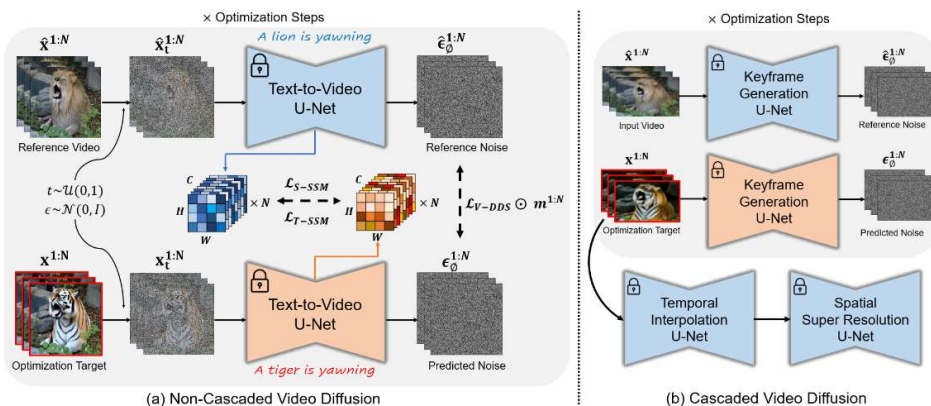 × Optimization Steps
x̂^{1:N}
x̂_t^{1:N}
A lion is yawning
ε̂_∅^{1:N}
Text-to-Video
U-Net
Reference Video
Reference Noise
t~𝒰(0,1)
ϵ~𝒩(0, I)
C
H
W
× N
ℒ_{S-SSM}
ℒ_{T-SSM}
C
H
W
× N
ℒ_{V-DDS} ⊙ m^{1:N}
x^{1:N}
x_t^{1:N}
ϵ_∅^{1:N}
Text-to-Video
U-Net
Optimization Target
A tiger is yawning
Predicted Noise
(a) Non-Cascaded Video Diffusion
× Optimization Steps
x̂^{1:N}
ε̂_∅^{1:N}
Keyframe
Generation
U-Net
Input Video
Reference Noise
x^{1:N}
ϵ_∅^{1:N}
Keyframe
Generation
U-Net
Optimization Target
Predicted Noise
Temporal
Interpolation
U-Net
Spatial
Super Resolution
U-Net
(b) Cascaded Video Diffusion